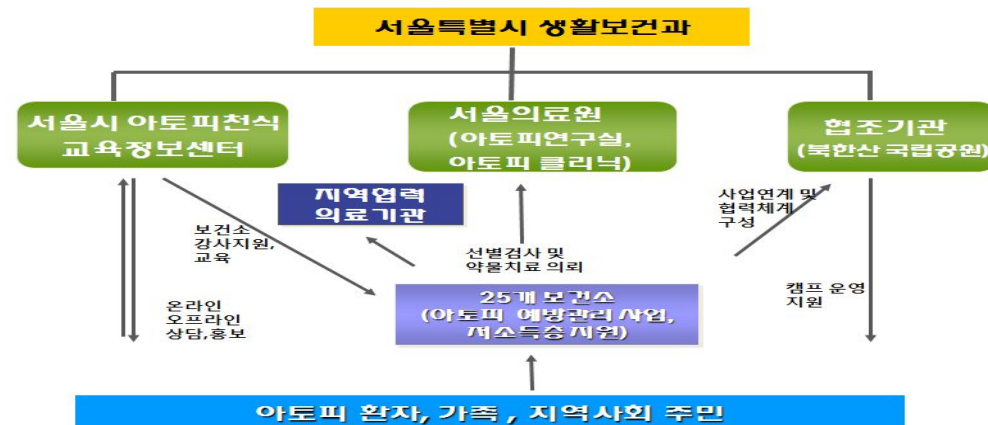 서울특별시 생활보건과
서울시 아토피천식
교육정보센터
서울의료원
(아토피연구실,
아토피 클리닉)
협조기관
(북한산 국립공원)
지역협력
의료기관
사업연계 및
협력체계
구성
보건소
강사지원,
교육
선별검사 및
약물치료 의뢰
25개 보건소
(아토피 예방관리 사업,
저소득층 지원)
캠프 운영
지원
온라인
오프라인
상담,홍보
아토피 환자, 가족 , 지역사회 주민